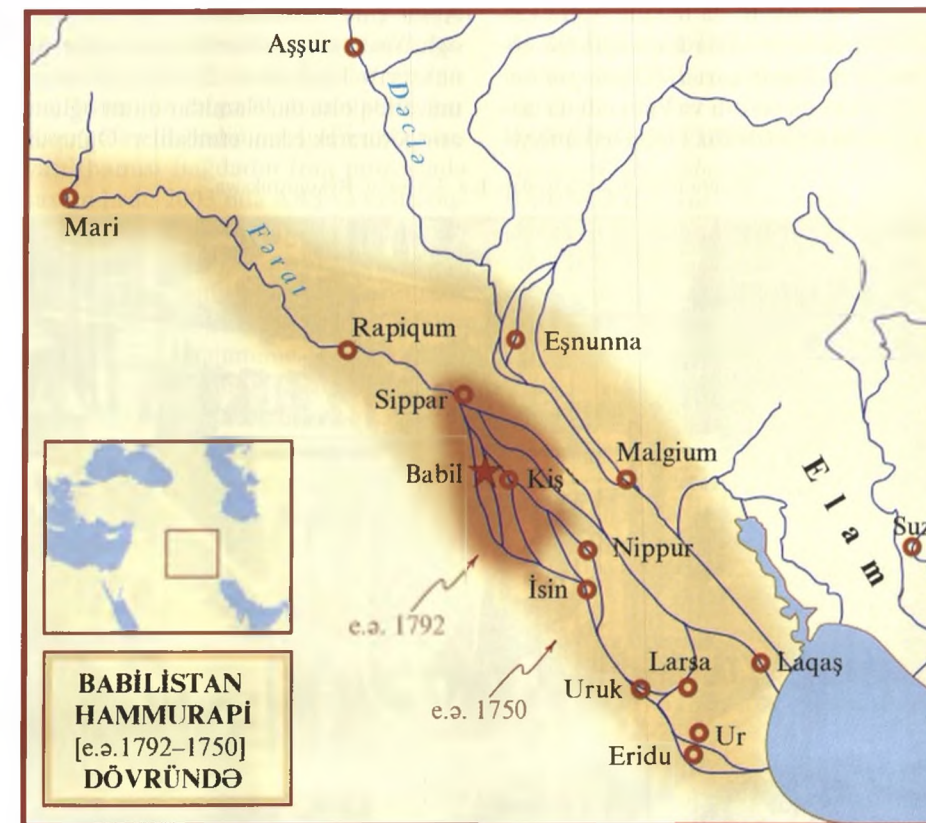 Aşşur
Dəclə
Mari
Fərat
Rapiqum
Eşnunna
Sippar
Malgium
Babil
Kiş
Elam
Suz
Nippur
İsin
e.ə. 1792
Larsa
Laqaş
Uruk
e.ə. 1750
Ur
Eridu
BABİLİSTAN
HAMMURAPİ
[e.ə.1792–1750]
DÖVRÜNDƏ